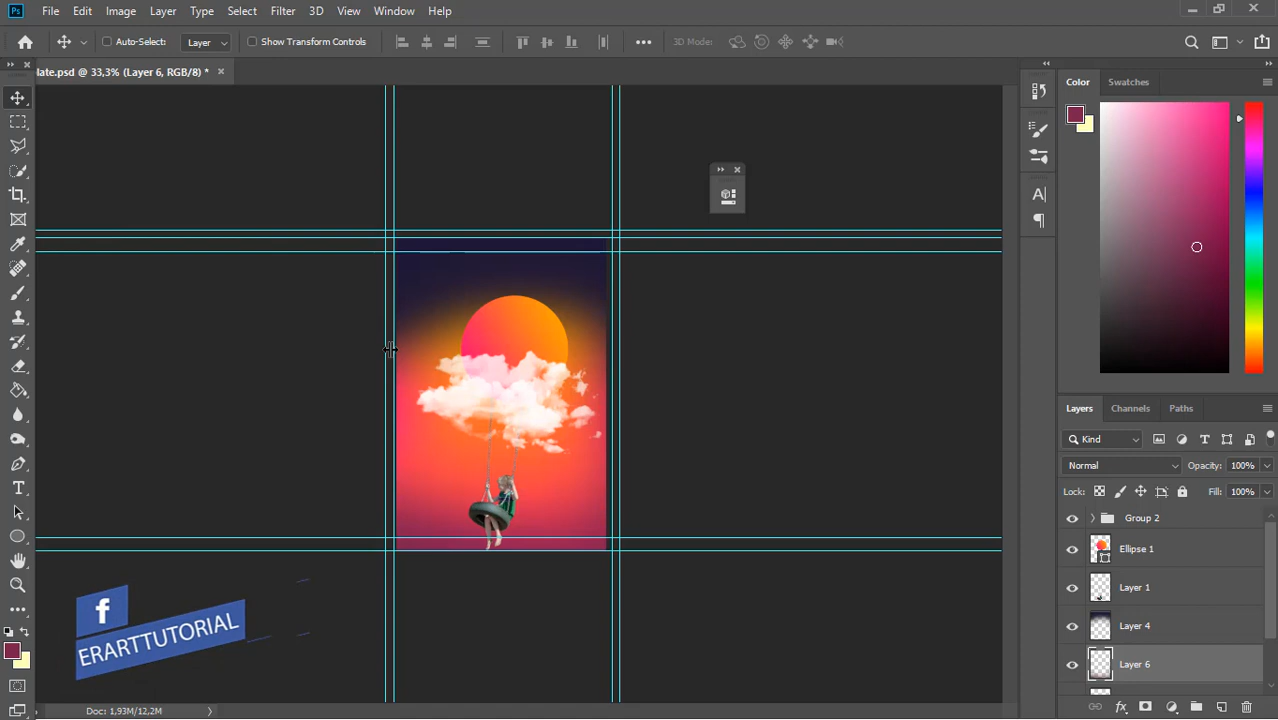 Ps File Edit Image Layer Type Select Filter 3D View Window Help
Auto-Select: Layer Show Transform Controls 3D Mode:
late.psd @ 33,3% (Layer 6, RGB/8) *
Color Swatches
f
ERARTTUTORIAL
Layers Channels Paths
Kind
Normal Opacity: 100%
Lock: Fill: 100%
Group 2
Ellipse 1
Layer 1
Layer 4
Layer 6
Doc: 1,93M/12,2M